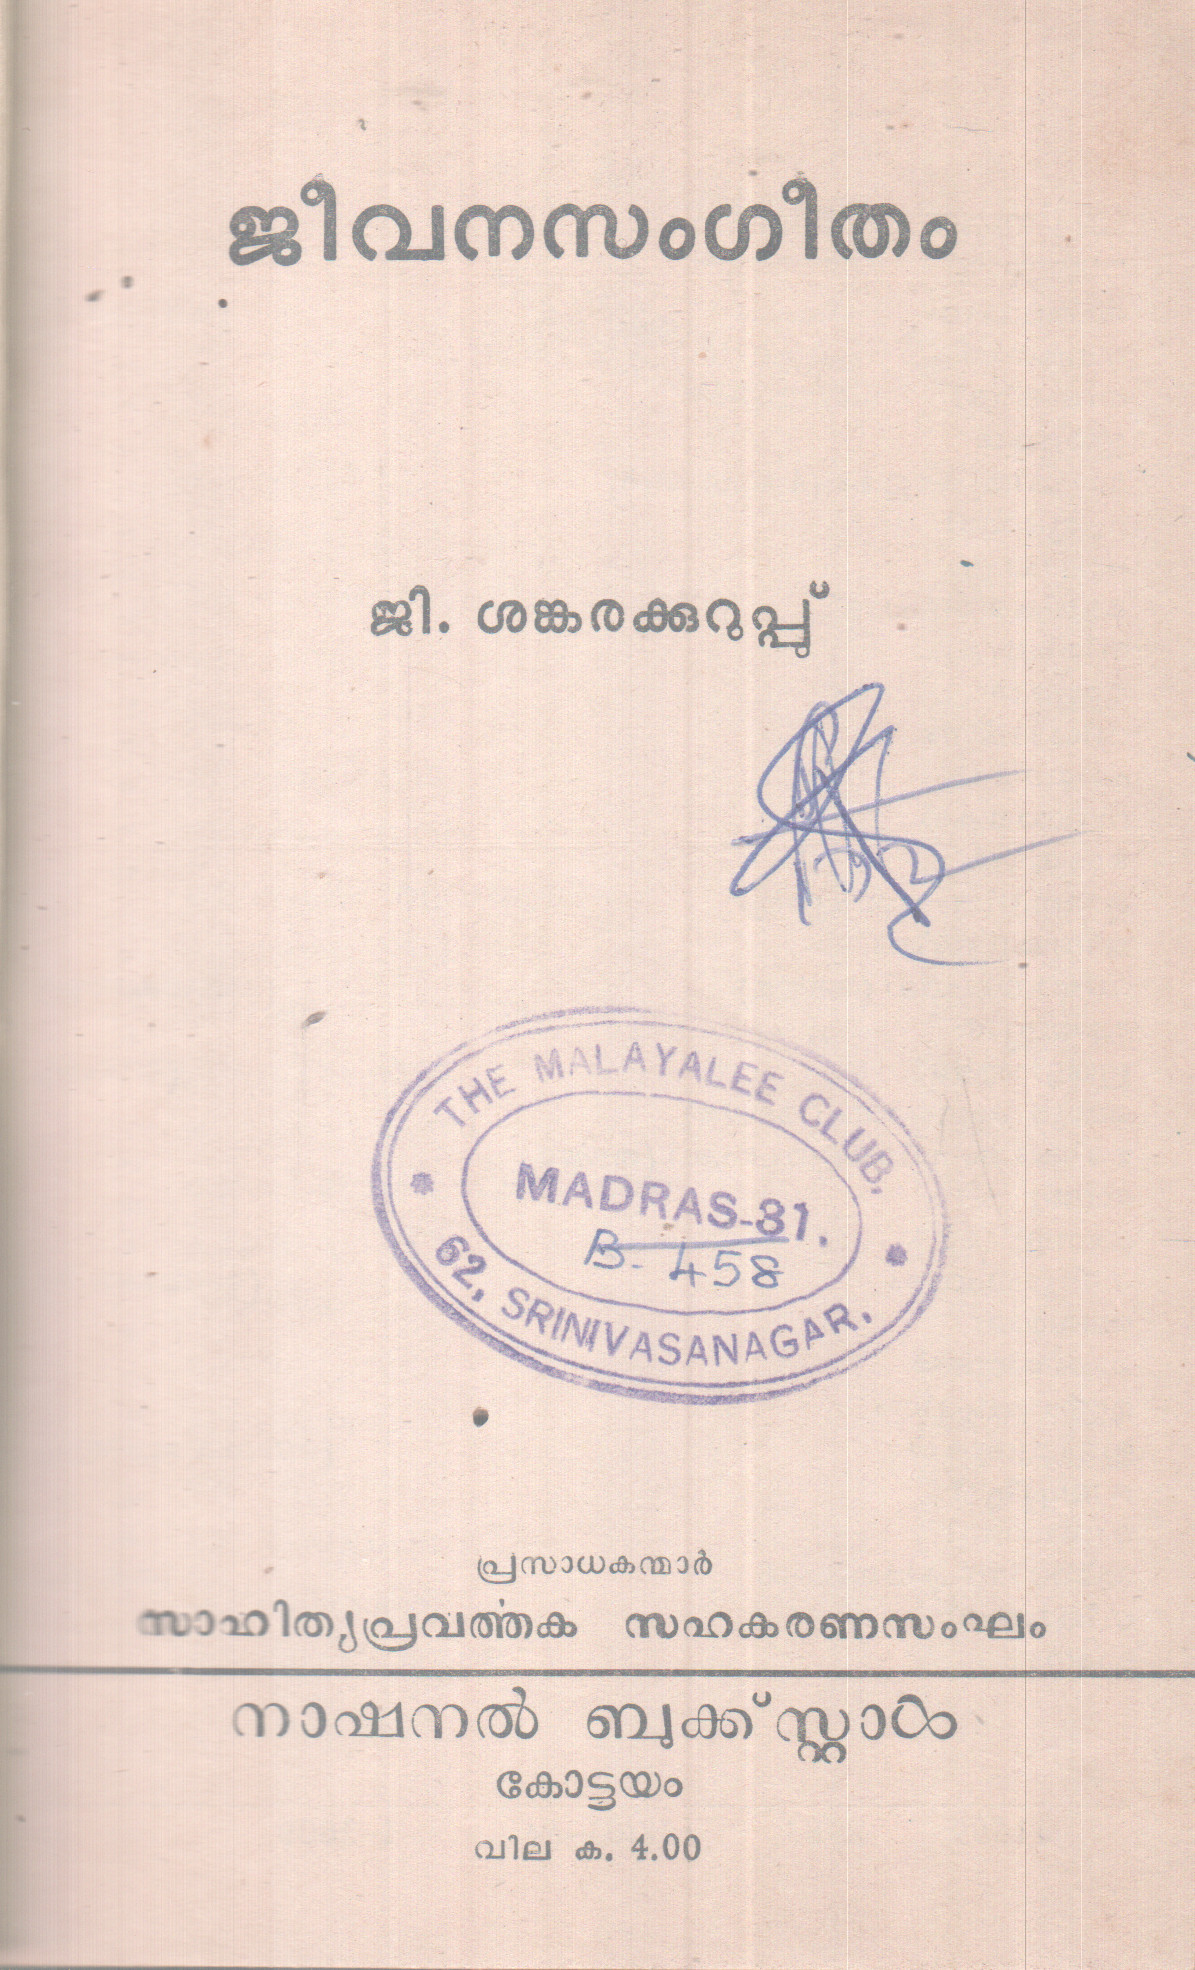 ജീവനസംഗീതം
ജി. ശങ്കരക്കുറുപ്പ്
THE MALAYALEE CLUB,
MADRAS-31.
B-458
62, SRINIVASANAGAR.
പ്രസാധകന്മാർ
സാഹിത്യപ്രവർത്തക സഹകരണസംഘം
നാഷനൽ ബുക്ക്സ്റ്റാൾ
കോട്ടയം
വില ക. 4.00